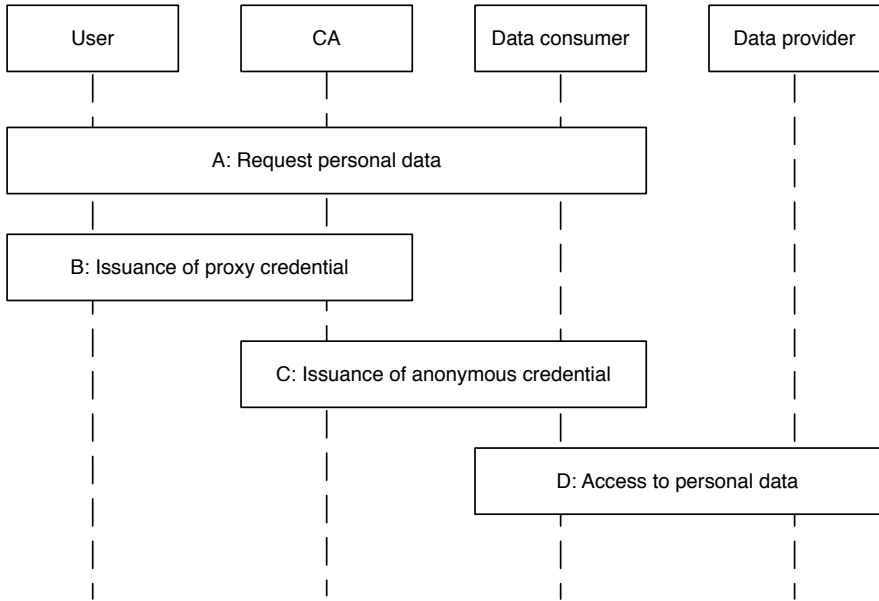 User
CA
Data consumer
Data provider
A: Request personal data
B: Issuance of proxy credential
C: Issuance of anonymous credential
D: Access to personal data